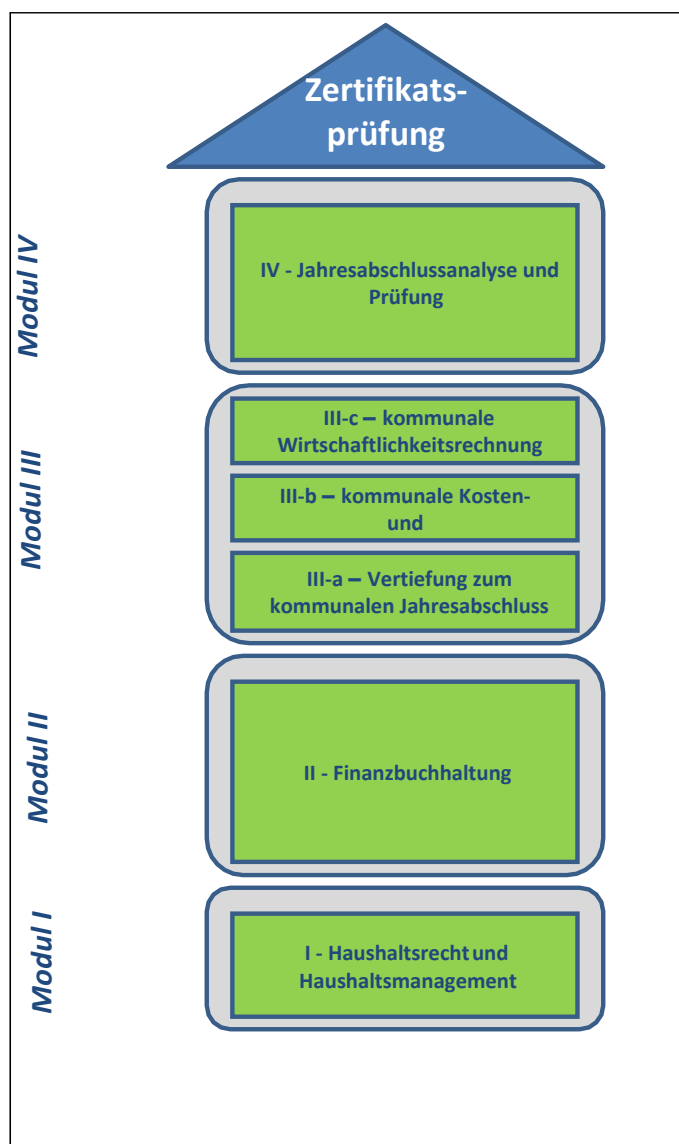 Zertifikats-
prüfung
Modul IV
IV - Jahresabschlussanalyse und
Prüfung
Modul III
III-c – kommunale
Wirtschaftlichkeitsrechnung
III-b – kommunale Kosten-
und
III-a – Vertiefung zum
kommunalen Jahresabschluss
Modul II
II - Finanzbuchhaltung
Modul I
I - Haushaltsrecht und
Haushaltsmanagement